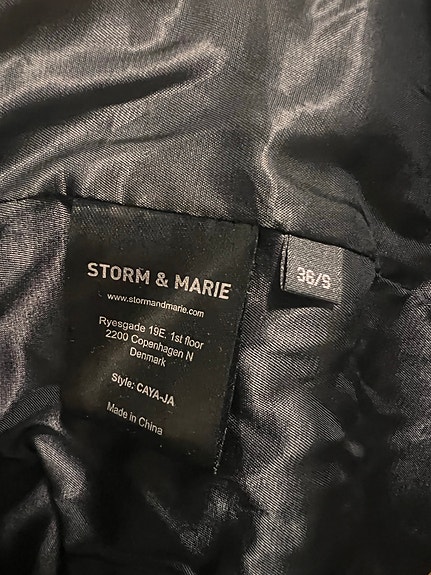 STORM & MARIE
www.stormandmarie.com
Ryesgade 19E, 1st floor
2200 Copenhagen N
Denmark
Style: CAYA-JA
Made in China
36/S